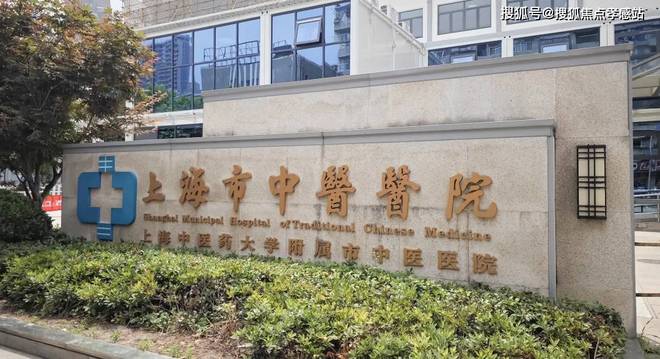 搜狐号@搜狐焦点孝感站
上海市中醫醫院
Shanghai Municipal Hospital of Traditional Chinese Medicine
上海中医药大学附属市中医医院